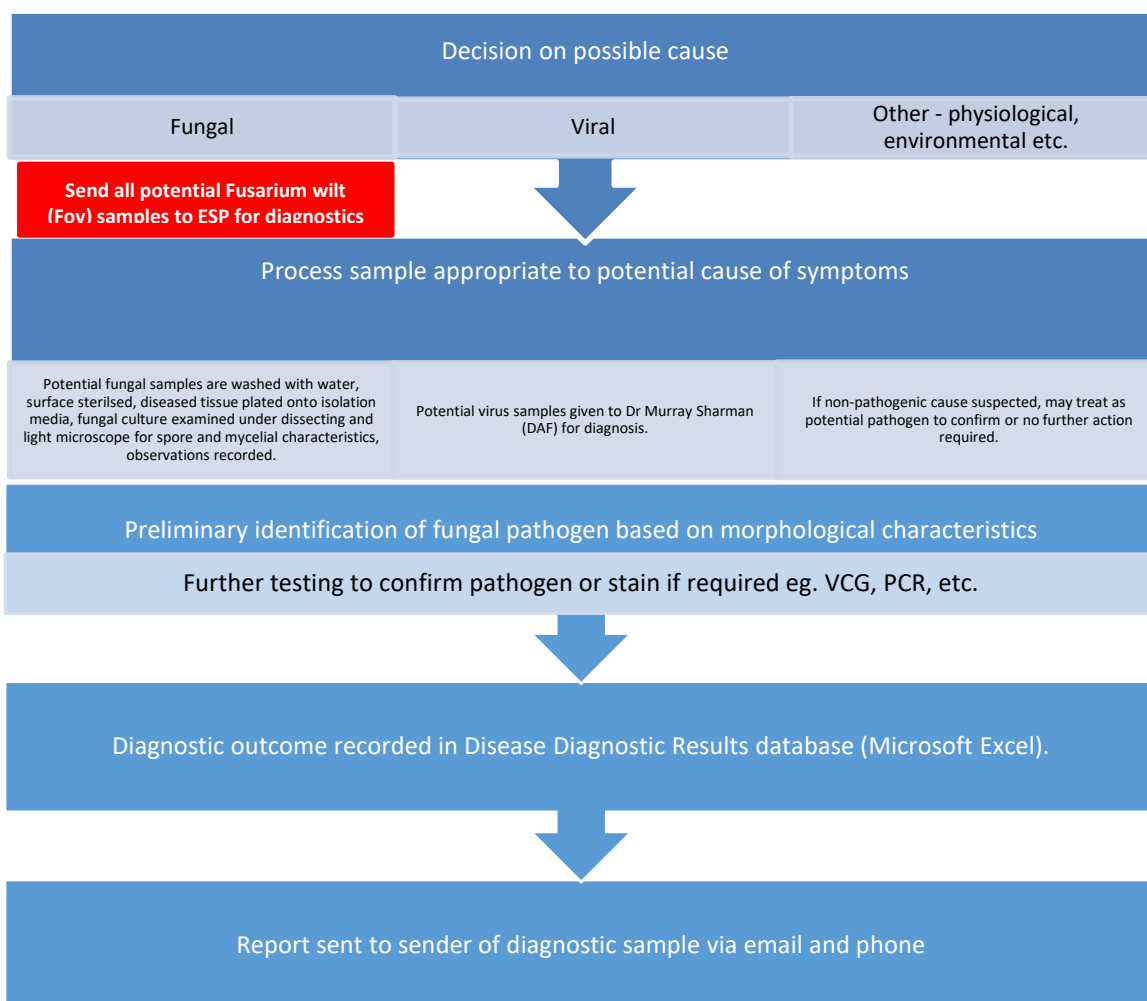 Decision on possible cause
Fungal
Viral
Other - physiological,
environmental etc.
Send all potential Fusarium wilt
(Fov) samples to ESP for diagnostics
Process sample appropriate to potential cause of symptoms
Potential fungal samples are washed with water,
surface sterilsed, diseased tissue plated onto isolation
media, fungal culture examined under dissecting and
light microscope for spore and mycelial characteristics,
observations recorded.
Potential virus samples given to Dr Murray Sharman
(DAF) for diagnosis.
If non-pathogenic cause suspected, may treat as
potential pathogen to confirm or no further action
required.
Preliminary identification of fungal pathogen based on morphological characteristics
Further testing to confirm pathogen or stain if required eg. VCG, PCR, etc.
Diagnostic outcome recorded in Disease Diagnostic Results database (Microsoft Excel).
Report sent to sender of diagnostic sample via email and phone